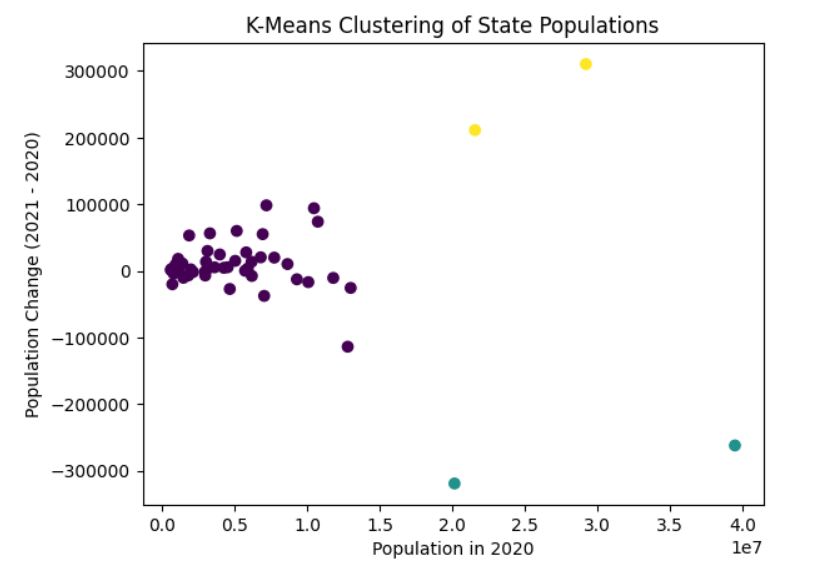 K-Means Clustering of State Populations
Population Change (2021 - 2020)
300000
200000
100000
0
−100000
−200000
−300000
0.0 0.5 1.0 1.5 2.0 2.5 3.0 3.5 4.0
1e7
Population in 2020